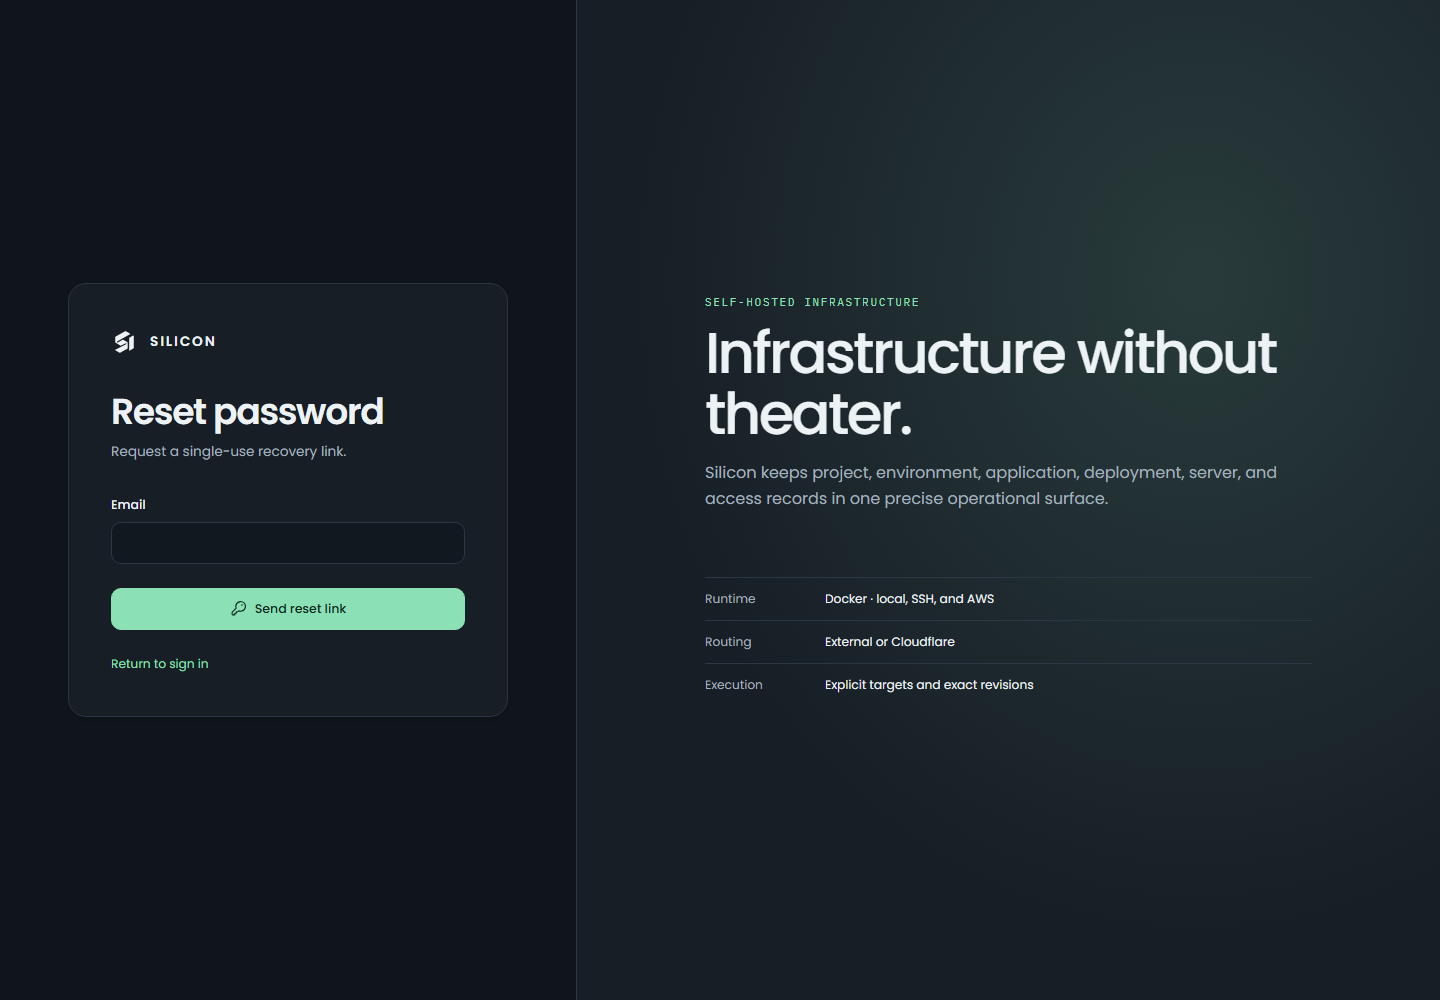 SILICON
Reset password
Request a single-use recovery link.
Email
Send reset link
Return to sign in
SELF-HOSTED INFRASTRUCTURE
Infrastructure without
theater.
Silicon keeps project, environment, application, deployment, server, and
access records in one precise operational surface.
Runtime Docker · local, SSH, and AWS
Routing External or Cloudflare
Execution Explicit targets and exact revisions